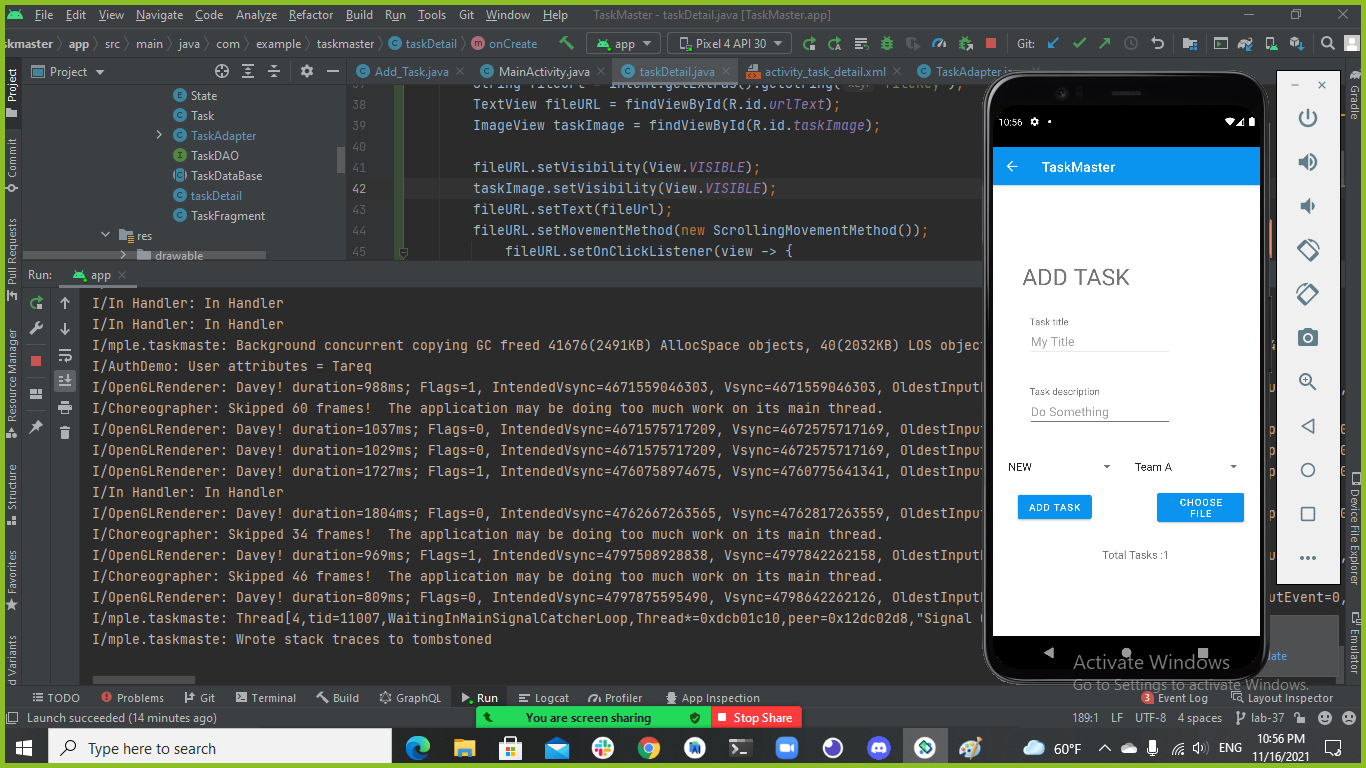 File Edit View Navigate Code Analyze Refactor Build Run Tools Git Window Help TaskMaster - taskDetail.java [TaskMaster.app]
skmaster app src main java com example taskmaster taskDetail onCreate app Pixel 4 API 30 Git:
Project Add_Task.java MainActivity.java taskDetail.java activity_task_detail.xml TaskAdapter.
State
Task
TaskAdapter
TaskDAO
TaskDataBase
taskDetail
TaskFragment
res
drawable
38 TextView fileURL = findViewById(R.id.urlText);
39 ImageView taskImage = findViewById(R.id.taskImage);
40
41 fileURL.setVisibility(View.VISIBLE);
42 taskImage.setVisibility(View.VISIBLE);
43 fileURL.setText(fileUrl);
44 fileURL.setMovementMethod(new ScrollingMovementMethod());
45 fileURL.setOnClickListener(view -> {
Run: app
I/In Handler: In Handler
I/In Handler: In Handler
I/mple.taskmaste: Background concurrent copying GC freed 41676(2491KB) AllocSpace objects, 40(2032KB) LOS objec
I/AuthDemo: User attributes = Tareq
I/OpenGLRenderer: Davey! duration=988ms; Flags=1, IntendedVsync=4671559046303, Vsync=4671559046303, OldestInput
I/Choreographer: Skipped 60 frames!  The application may be doing too much work on its main thread.
I/OpenGLRenderer: Davey! duration=1037ms; Flags=0, IntendedVsync=4671575717209, Vsync=4672575717169, OldestInpu
I/OpenGLRenderer: Davey! duration=1029ms; Flags=0, IntendedVsync=4671575717209, Vsync=4672575717169, OldestInpu
I/OpenGLRenderer: Davey! duration=1727ms; Flags=1, IntendedVsync=4760758974675, Vsync=4760775641341, OldestInpu
I/In Handler: In Handler
I/OpenGLRenderer: Davey! duration=1804ms; Flags=0, IntendedVsync=4762667263565, Vsync=4762817263559, OldestInpu
I/Choreographer: Skipped 34 frames!  The application may be doing too much work on its main thread.
I/OpenGLRenderer: Davey! duration=969ms; Flags=1, IntendedVsync=4797508928838, Vsync=4797842262158, OldestInput
I/Choreographer: Skipped 46 frames!  The application may be doing too much work on its main thread.
I/OpenGLRenderer: Davey! duration=809ms; Flags=0, IntendedVsync=4797875595490, Vsync=4798642262126, OldestInput
utEvent=0,
I/mple.taskmaste: Thread[4,tid=11007,WaitingInMainSignalCatcherLoop,Thread*=0xdcb01c10,peer=0x12dc02d8,"Signal
I/mple.taskmaste: Wrote stack traces to tombstoned
10:56
TaskMaster
ADD TASK
Task title
My Title
Task description
Do Something
NEW Team A
ADD TASK CHOOSE
FILE
Total Tasks :1
Project
Commit
Pull Requests
Resource Manager
Structure
Favorites
d Variants
Gradle
Device File Explorer
Emulator
Activate Windows
Go to Settings to activate Windows.
TODO Problems Git Terminal Build GraphQL Run Logcat Profiler App Inspection 3 Event Log Layout Inspector
Launch succeeded (14 minutes ago) You are screen sharing Stop Share 189:1 LF UTF-8 4 spaces lab-37
Type here to search 60°F ENG 10:56 PM
11/16/2021